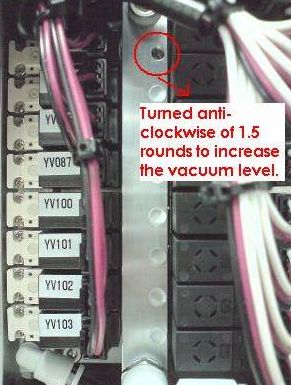 Turned anti-
clockwise of 1.5
rounds to increase
the vacuum level.
YV
YV087
YV100
YV101
YV102
YV103